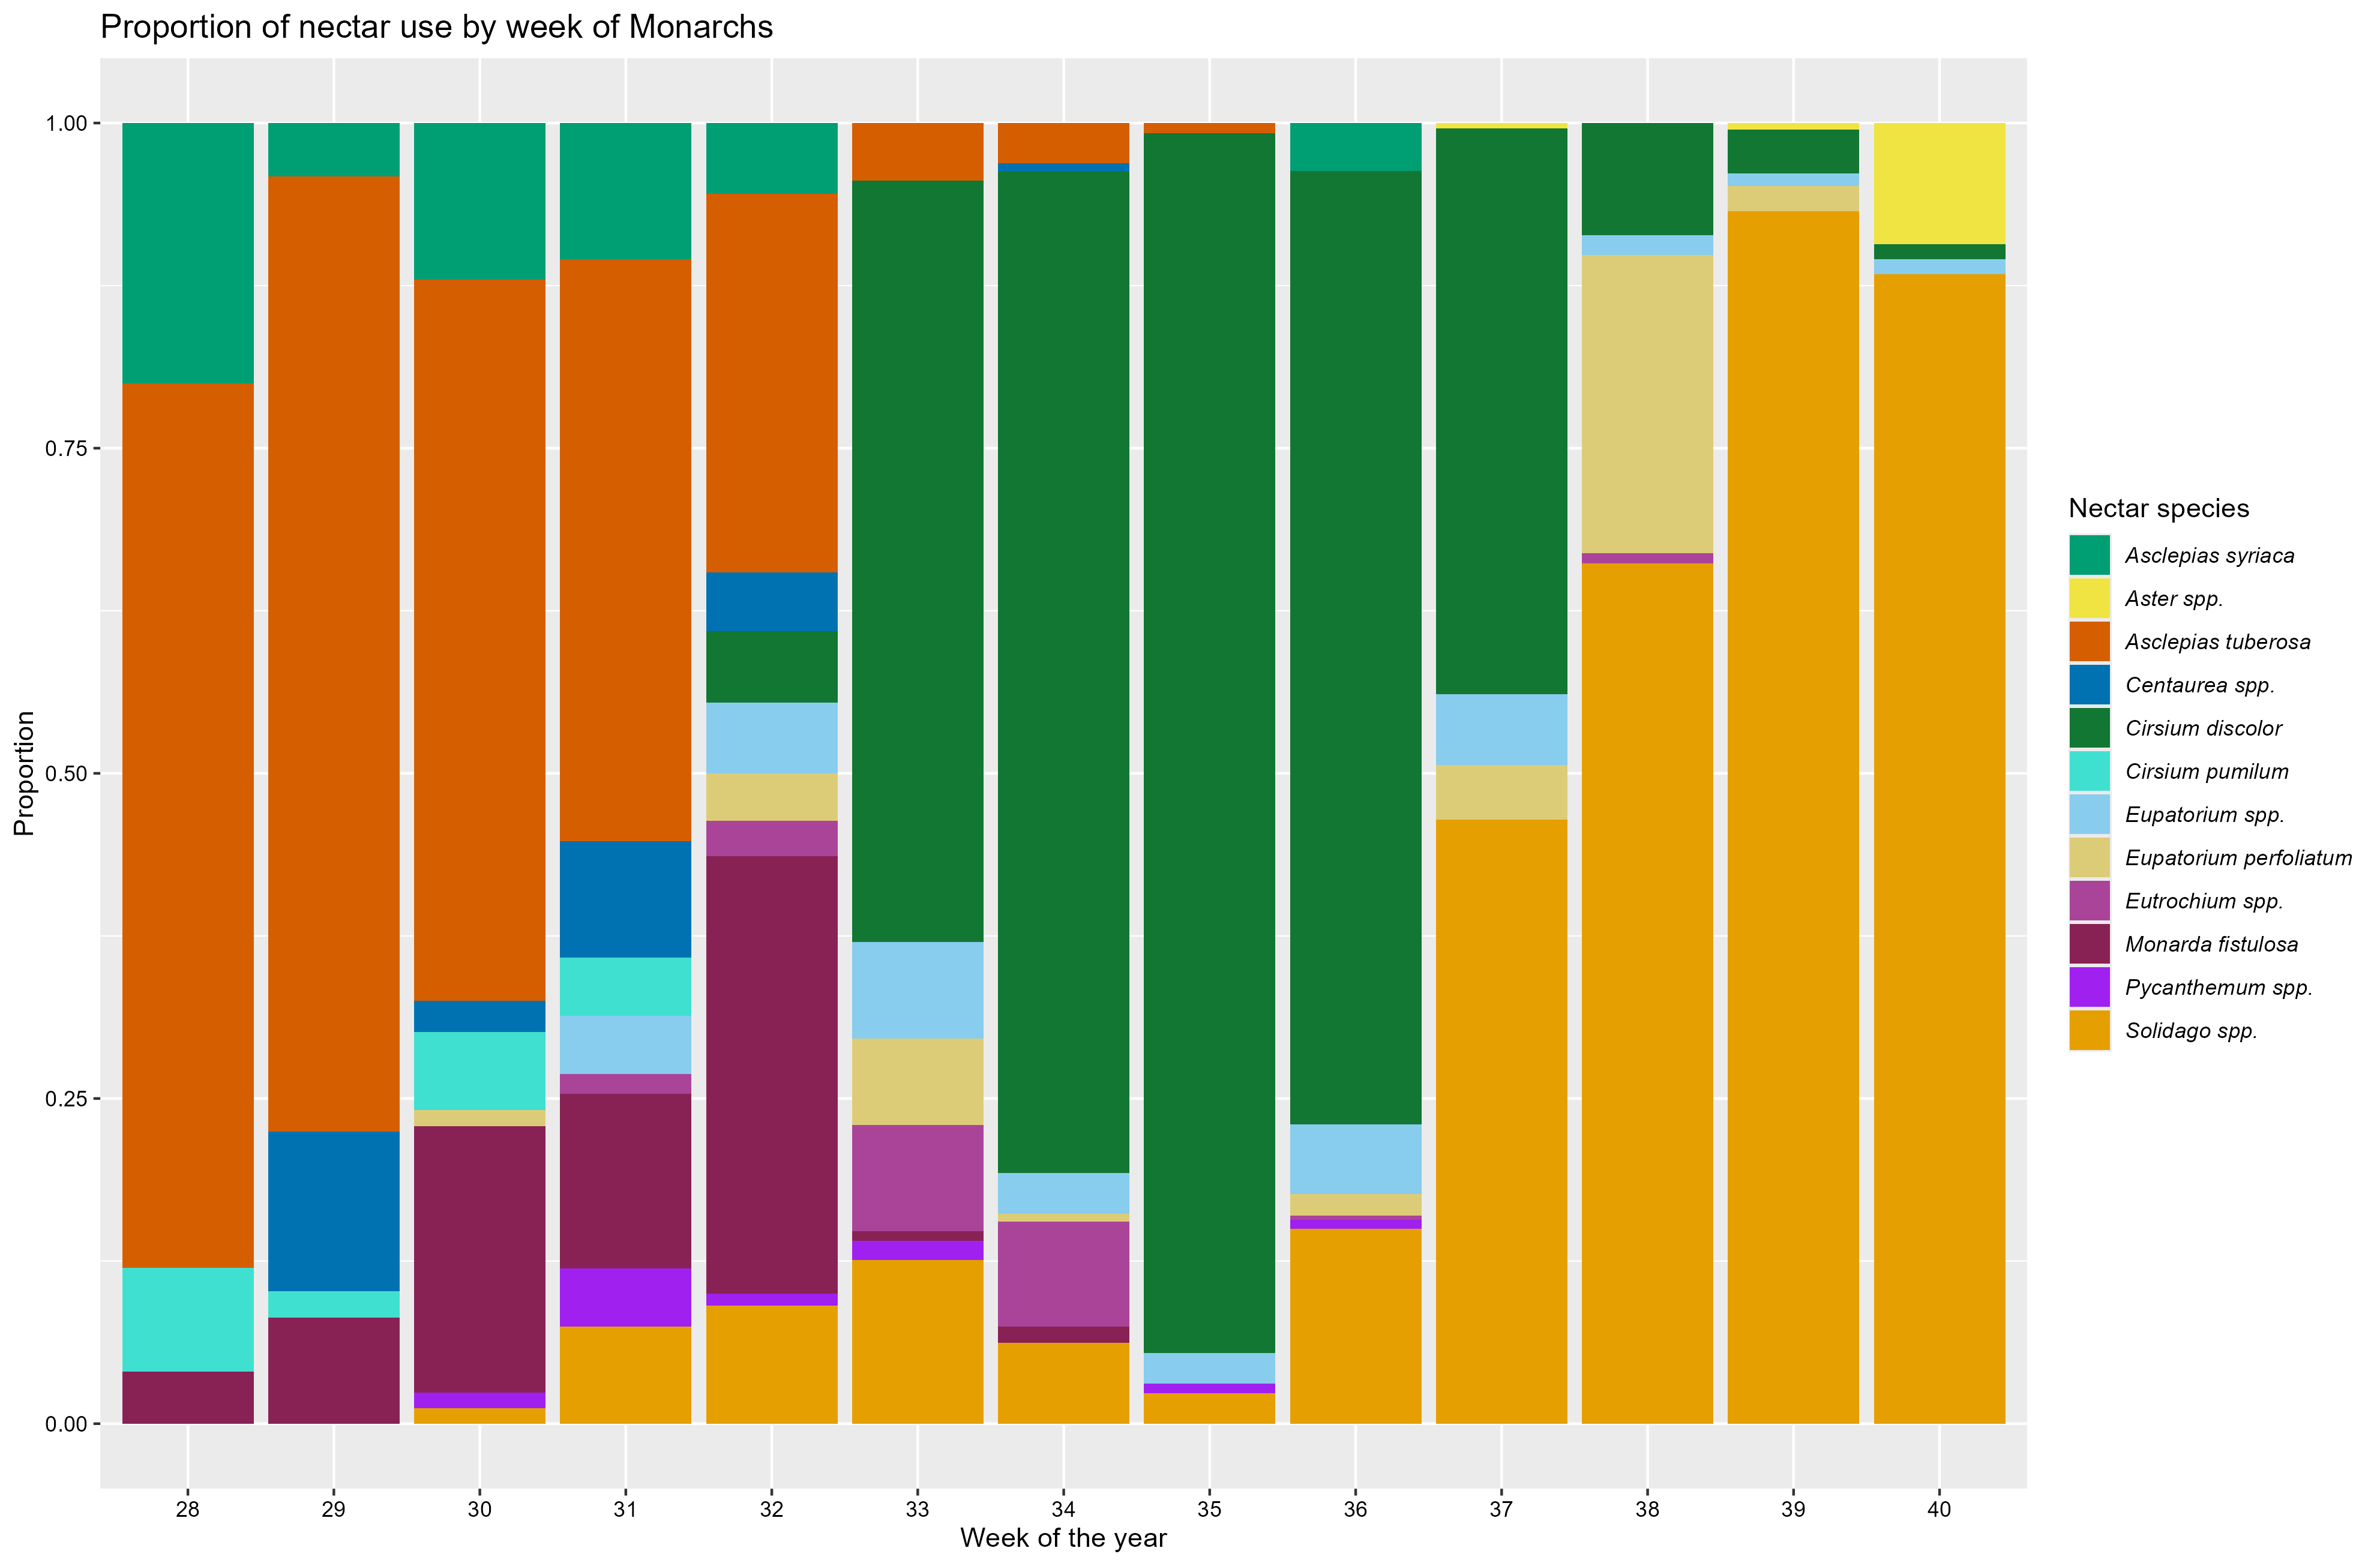 Proportion of nectar use by week of Monarchs
1.00
0.75
0.50
0.25
0.00
Proportion
28 29 30 31 32 33 34 35 36 37 38 39 40
Week of the year
Nectar species
Asclepias syriaca
Aster spp.
Asclepias tuberosa
Centaurea spp.
Cirsium discolor
Cirsium pumilum
Eupatorium spp.
Eupatorium perfoliatum
Eutrochium spp.
Monarda fistulosa
Pycanthemum spp.
Solidago spp.